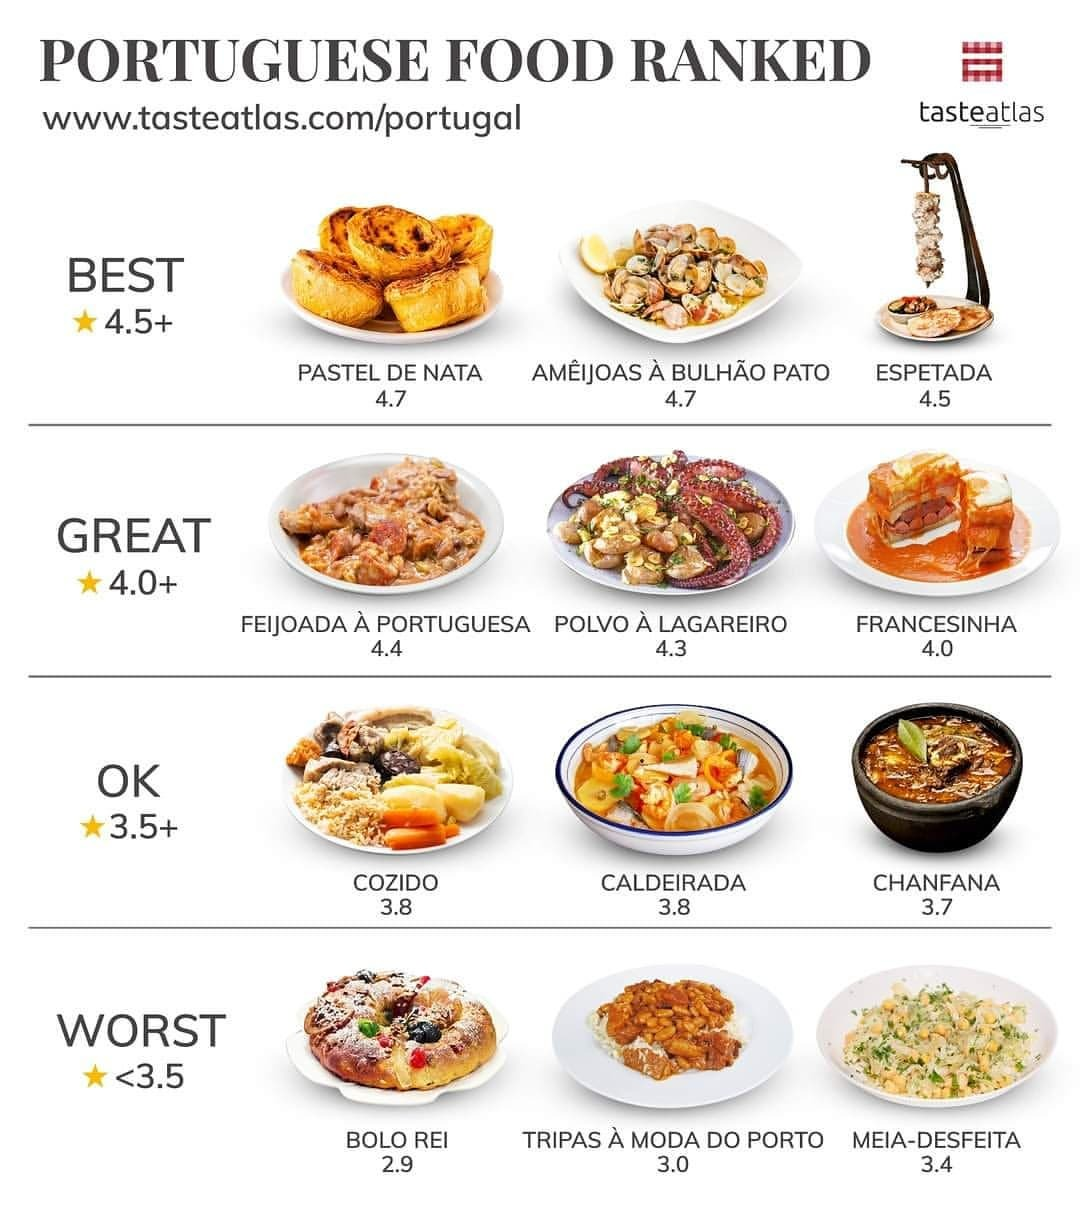 PORTUGUESE FOOD RANKED
www.tasteatlas.com/portugal
tasteatlas
BEST
4.5+
PASTEL DE NATA
4.7
AMÊIJOAS À BULHÃO PATO
4.7
ESPETADA
4.5
GREAT
4.0+
FEIJOADA À PORTUGUESA
4.4
POLVO À LAGAREIRO
4.3
FRANCESINHA
4.0
OK
3.5+
COZIDO
3.8
CALDEIRADA
3.8
CHANFANA
3.7
WORST
<3.5
BOLO REI
2.9
TRIPAS À MODA DO PORTO
3.0
MEIA-DESFEITA
3.4